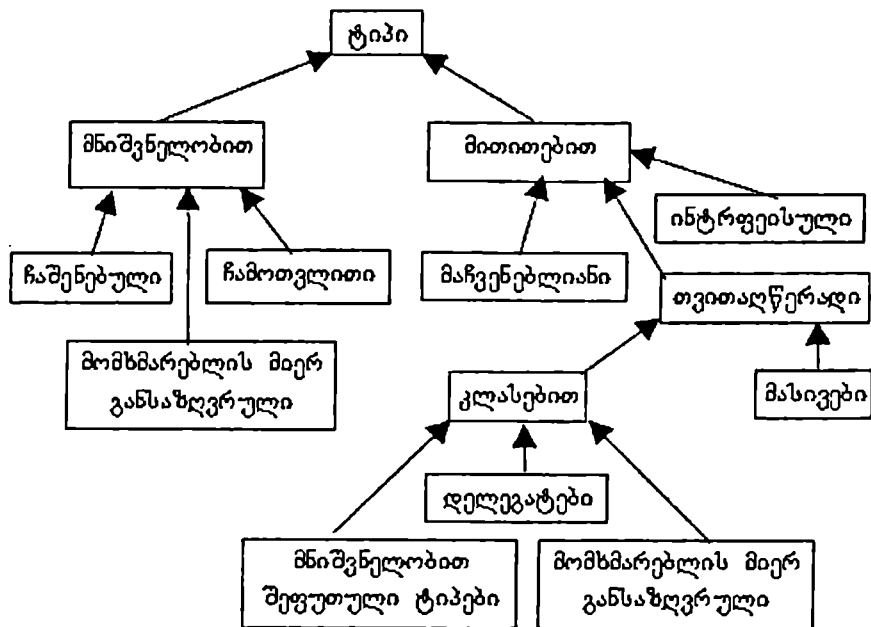 ტიპი
მნიშვნელობით
მითითებით
ინტრფეისული
ჩაშენებული
ჩამოთვლითი
მაჩვენებლიანი
თვითაღწერადი
მომხმარებლის მიერ
განსაზღვრული
კლასებით
მასივები
დელეგატები
მნიშვნელობით
შეფუთული ტიპები
მომხმარებლის მიერ
განსაზღვრული